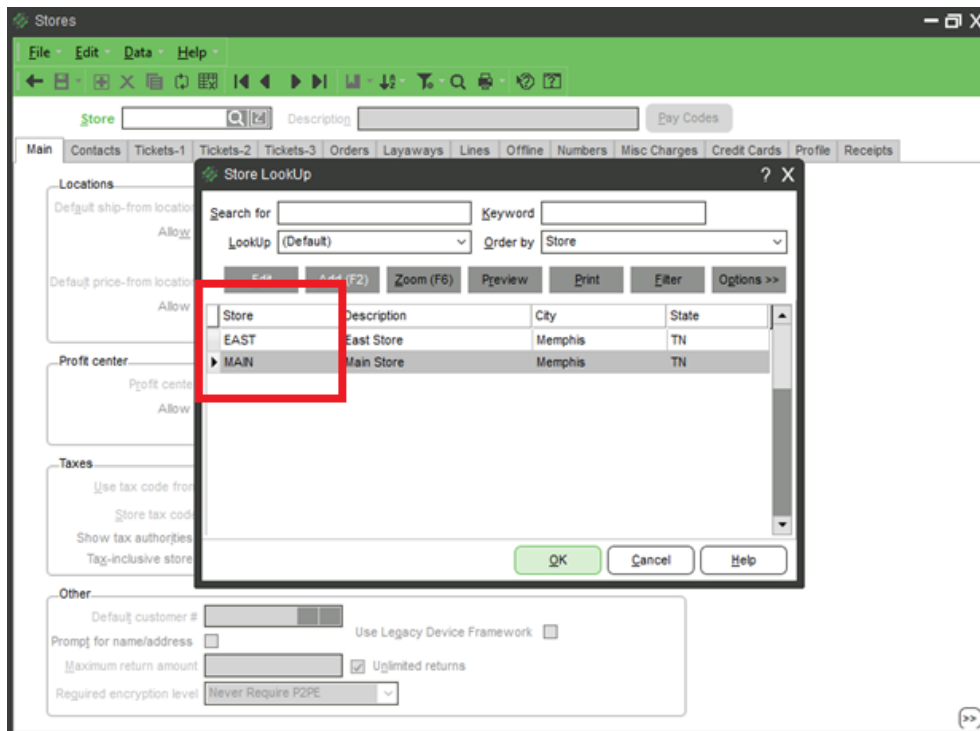 Stores
File Edit Data Help
Store Description Pay Codes
Main Contacts Tickets-1 Tickets-2 Tickets-3 Orders Layaways Lines Offline Numbers Misc Charges Credit Cards Profile Receipts
Locations
Default ship-from locatio
Allow
Default price-from locatio
Allow
Profit center
Profit cente
Allow
Taxes
Use tax code from
Store tax cod
Show tax authorities
Tax-inclusive store
Other
Default customer #
Prompt for name/address
Use Legacy Device Framework
Maximum return amount
Unlimited returns
Required encryption level Never Require P2PE
Store LookUp
Search for Keyword
LookUp (Default) Order by Store
Edit Add (F2) Zoom (F6) Preview Print Filter Options >>
Store Description City State
EAST East Store Memphis TN
MAIN Main Store Memphis TN
OK Cancel Help
>>